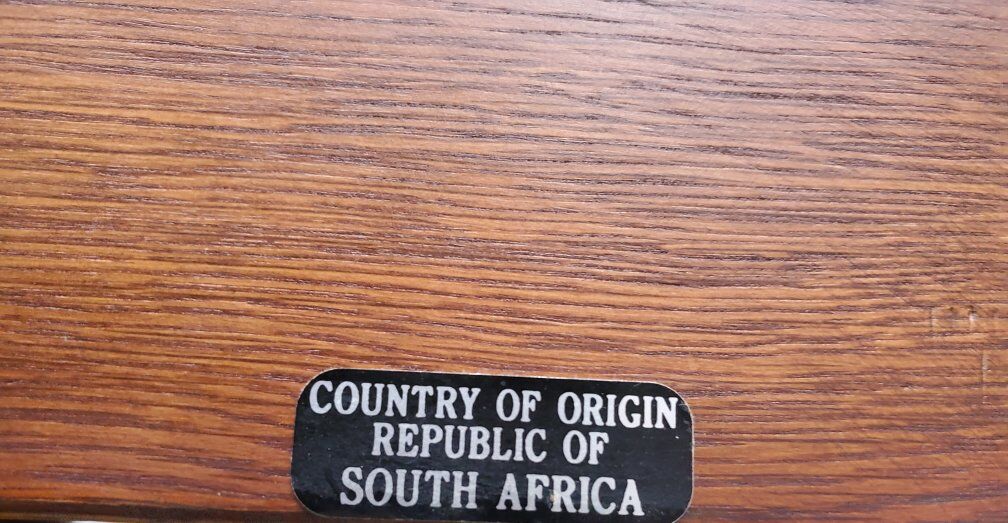 COUNTRY OF ORIGIN
REPUBLIC OF
SOUTH AFRICA